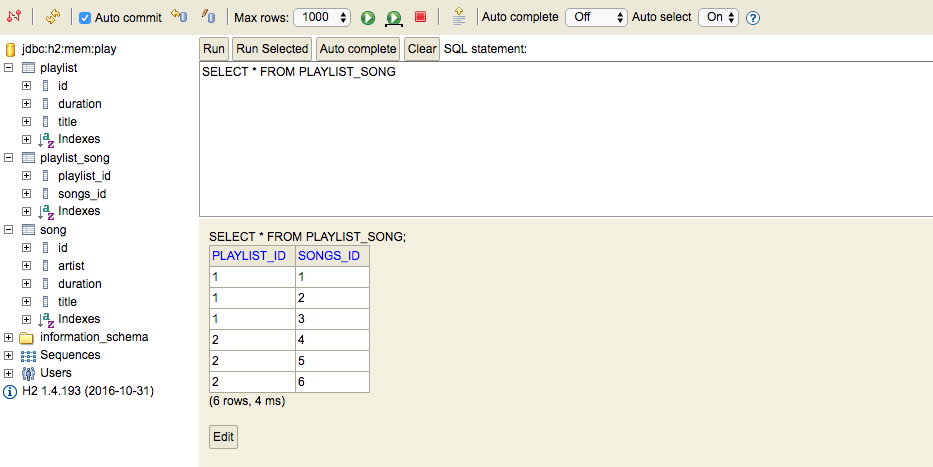 Auto commit Max rows: 1000 Auto complete Off Auto select On ?
jdbc:h2:mem:play
playlist
id
duration
title
Indexes
playlist_song
playlist_id
songs_id
Indexes
song
id
artist
duration
title
Indexes
information_schema
Sequences
Users
H2 1.4.193 (2016-10-31)
Run Run Selected Auto complete Clear SQL statement:
SELECT * FROM PLAYLIST_SONG
SELECT * FROM PLAYLIST_SONG;
PLAYLIST_ID SONGS_ID
1 1
1 2
1 3
2 4
2 5
2 6
(6 rows, 4 ms)
Edit